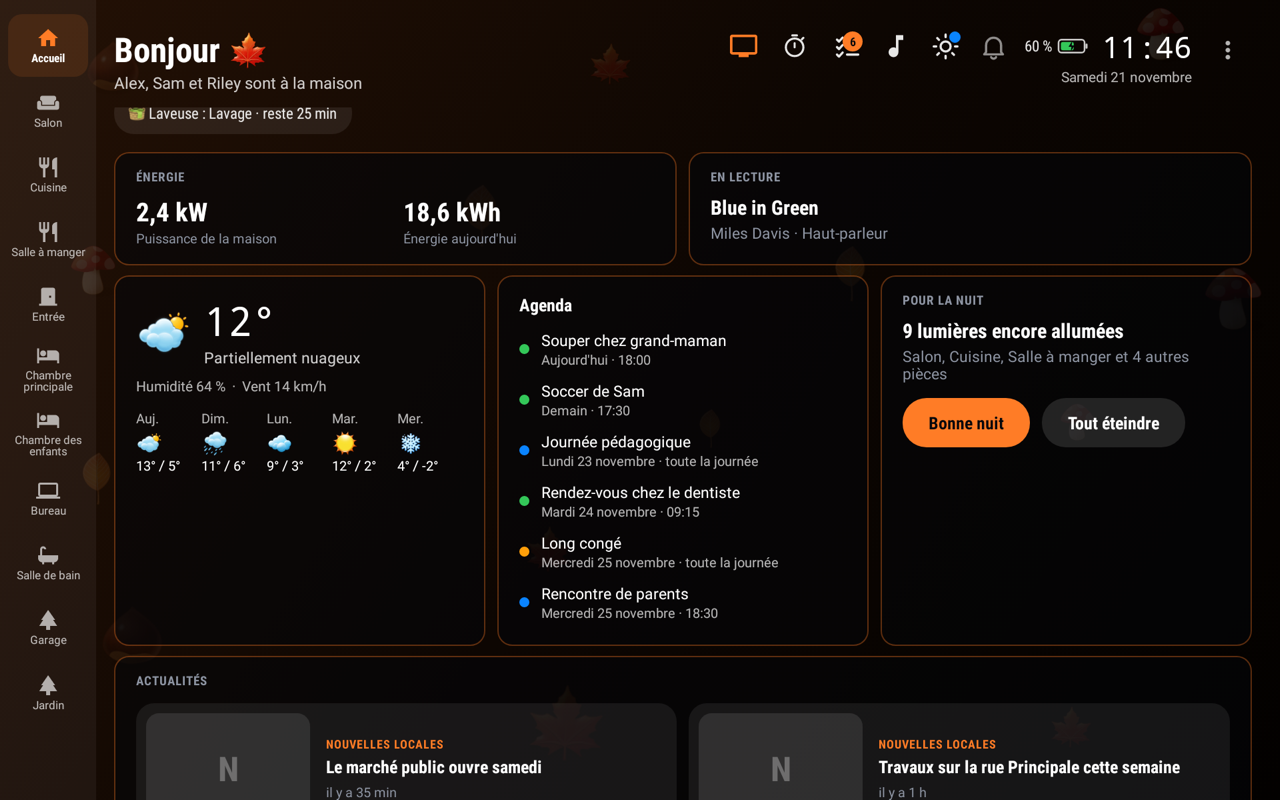 Accueil
Salon
Cuisine
Salle à manger
Entrée
Chambre
principale
Chambre des
enfants
Bureau
Salle de bain
Garage
Jardin
Bonjour
Alex, Sam et Riley sont à la maison
6
60 %
11:46
Samedi 21 novembre
Laveuse : Lavage · reste 25 min
ÉNERGIE
2,4 kW
Puissance de la maison
18,6 kWh
Énergie aujourd'hui
EN LECTURE
Blue in Green
Miles Davis · Haut-parleur
12°
Partiellement nuageux
Humidité 64 % · Vent 14 km/h
Auj. Dim. Lun. Mar. Mer.
13° / 5° 11° / 6° 9° / 3° 12° / 2° 4° / -2°
Agenda
Souper chez grand-maman
Aujourd'hui · 18:00
Soccer de Sam
Demain · 17:30
Journée pédagogique
Lundi 23 novembre · toute la journée
Rendez-vous chez le dentiste
Mardi 24 novembre · 09:15
Long congé
Mercredi 25 novembre · toute la journée
Rencontre de parents
Mercredi 25 novembre · 18:30
POUR LA NUIT
9 lumières encore allumées
Salon, Cuisine, Salle à manger et 4 autres
pièces
Bonne nuit
Tout éteindre
ACTUALITÉS
N
NOUVELLES LOCALES
Le marché public ouvre samedi
il y a 35 min
N
NOUVELLES LOCALES
Travaux sur la rue Principale cette semaine
il y a 1 h